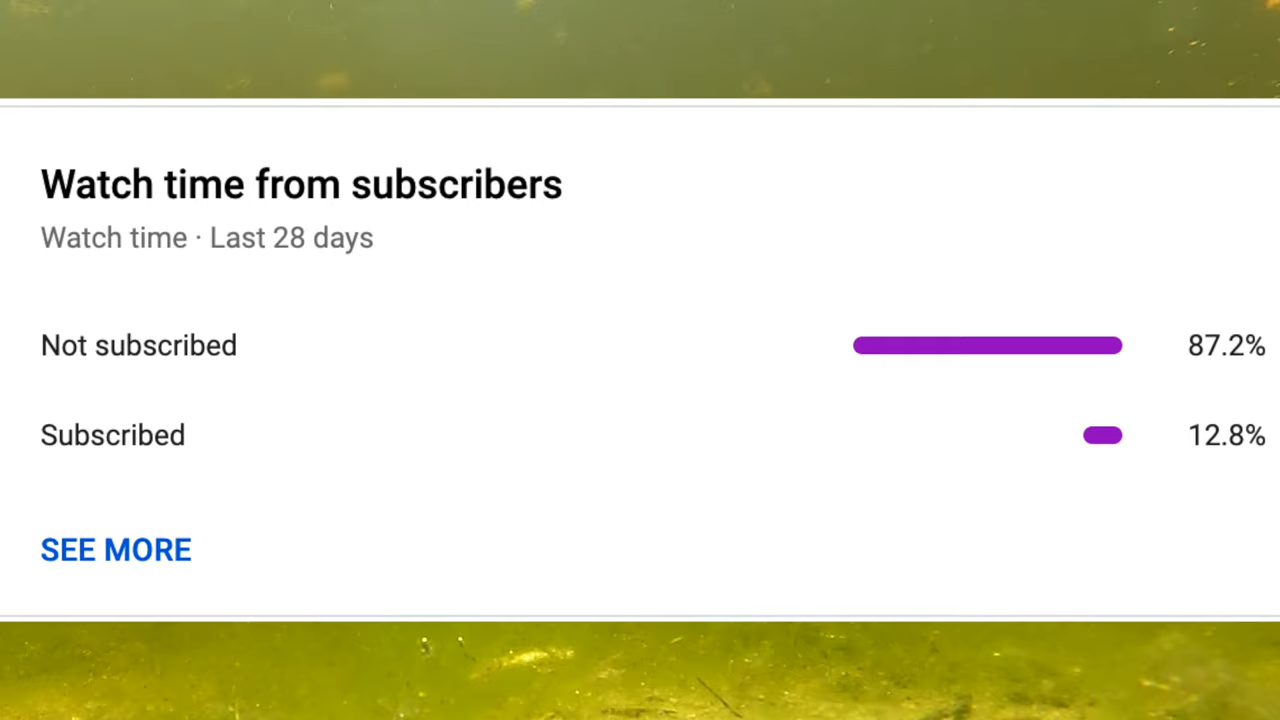 Watch time from subscribers
Watch time · Last 28 days
Not subscribed 87.2%
Subscribed 12.8%
SEE MORE